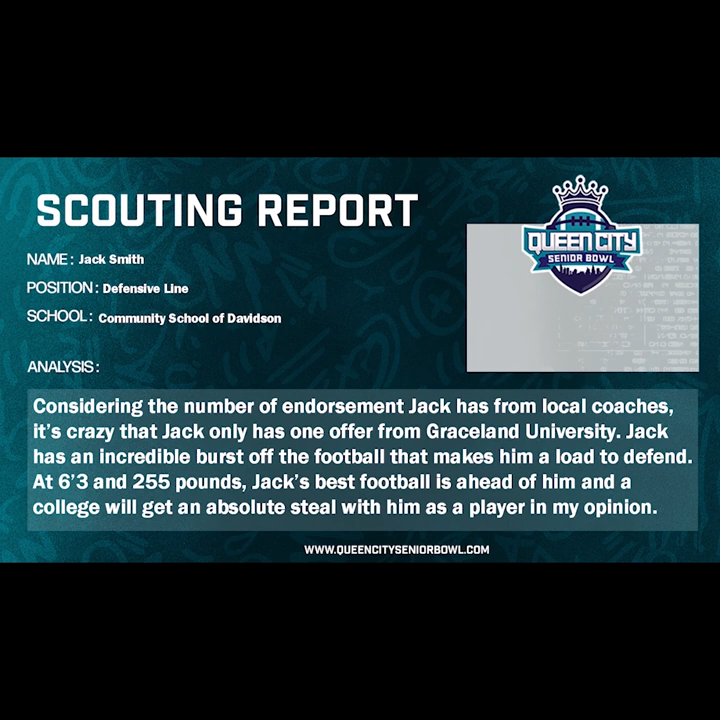 SCOUTING REPORT
QUEEN CITY
SENIOR BOWL
NAME: Jack Smith
POSITION: Defensive Line
SCHOOL: Community School of Davidson
ANALYSIS:
Considering the number of endorsement Jack has from local coaches,
it's crazy that Jack only has one offer from Graceland University. Jack
has an incredible burst off the football that makes him a load to defend.
At 6'3 and 255 pounds, Jack's best football is ahead of him and a
college will get an absolute steal with him as a player in my opinion.
WWW.QUEENCITYSENIORBOWL.COM